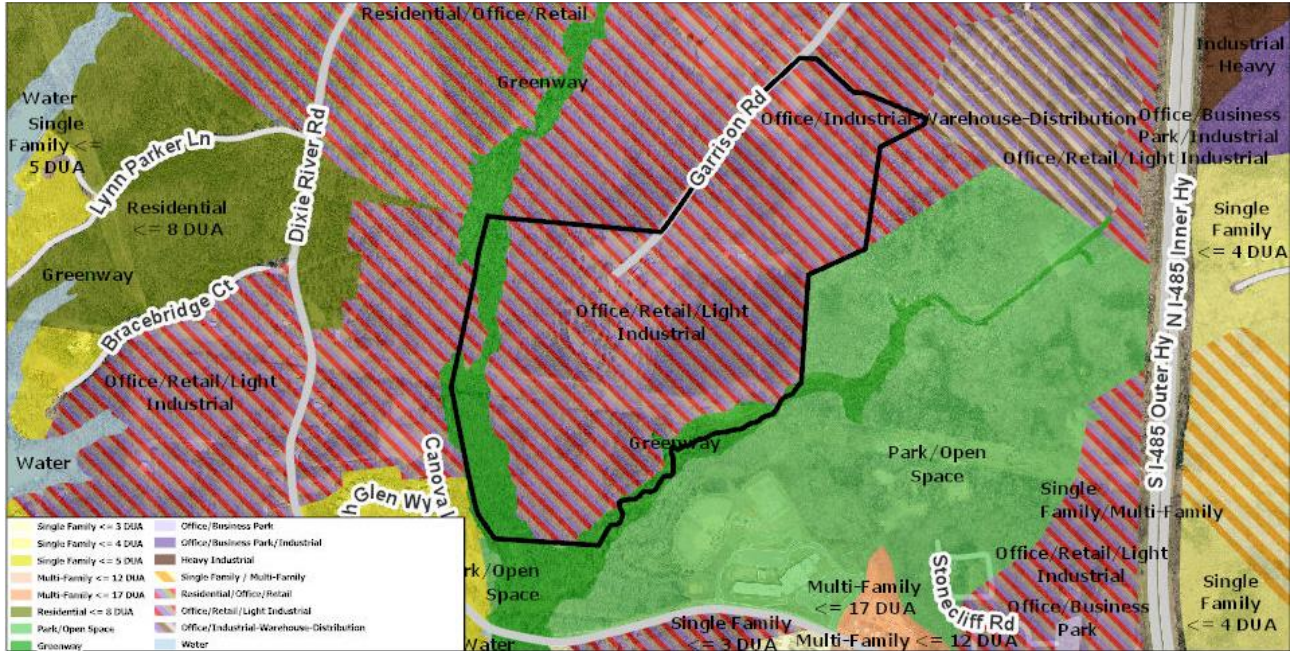 Residential/Office/Retail
Industrial
- Heavy
Greenway
Water
Single
Family <=
5 DUA
Lynn Parker Ln
Dixie River Rd
Garrison Rd
Office/Industrial-Warehouse-Distribution
Office/Business
Park/Industrial
Office/Retail/Light Industrial
Residential
<= 8 DUA
Single
Family
<= 4 DUA
Greenway
Bracebridge Ct
N I-485 Inner Hy
S I-485 Outer Hy
Office/Retail/Light
Industrial
Office/Retail/Light
Industrial
Greenway
Park/Open
Space
Water
Canova
h Glen Wy
Single
Family/Multi-Family
Office/Retail/Light
Industrial
rk/Open
Space
Multi-Family
<= 17 DUA
Stonecliff Rd
Office/Business
Park
Single
Family
<= 4 DUA
Single Family
<= 3 DUA
Multi-Family <= 12 DUA
Water
Single Family <= 3 DUA
Single Family <= 4 DUA
Single Family <= 5 DUA
Multi-Family <= 12 DUA
Multi-Family <= 17 DUA
Residential <= 8 DUA
Park/Open Space
Greenway
Office/Business Park
Office/Business Park/Industrial
Heavy Industrial
Single Family / Multi-Family
Residential/Office/Retail
Office/Retail/Light Industrial
Office/Industrial-Warehouse-Distribution
Water